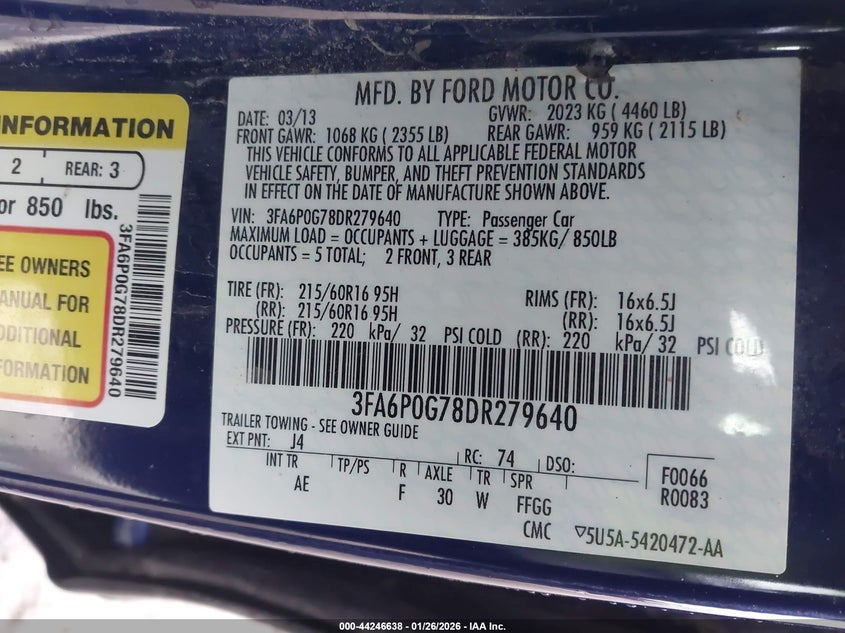 INFORMATION
2 REAR: 3
or 850 lbs.
EE OWNERS
ANUAL FOR
DDITIONAL
FORMATION
3FA6P0G78DR279640
MFD. BY FORD MOTOR CO.
DATE: 03/13 GVWR: 2023 KG ( 4460 LB)
FRONT GAWR: 1068 KG ( 2355 LB) REAR GAWR: 959 KG ( 2115 LB)
THIS VEHICLE CONFORMS TO ALL APPLICABLE FEDERAL MOTOR
VEHICLE SAFETY, BUMPER, AND THEFT PREVENTION STANDARDS
IN EFFECT ON THE DATE OF MANUFACTURE SHOWN ABOVE.
VIN: 3FA6P0G78DR279640 TYPE: Passenger Car
MAXIMUM LOAD = OCCUPANTS + LUGGAGE = 385KG/ 850LB
OCCUPANTS = 5 TOTAL; 2 FRONT, 3 REAR
TIRE (FR): 215/60R16 95H RIMS (FR): 16x6.5J
(RR): 215/60R16 95H (RR): 16x6.5J
PRESSURE (FR): 220 kPa/ 32 PSI COLD (RR): 220 kPa/ 32 PSI COLD
3FA6P0G78DR279640
TRAILER TOWING - SEE OWNER GUIDE
EXT PNT: J4 RC: 74 DSO:
INT TR TP/PS R AXLE TR SPR
AE F 30 W FFGG
CMC
F0066
R0083
▽5U5A-5420472-AA
000-44246638 - 01/26/2026 - IAA Inc.